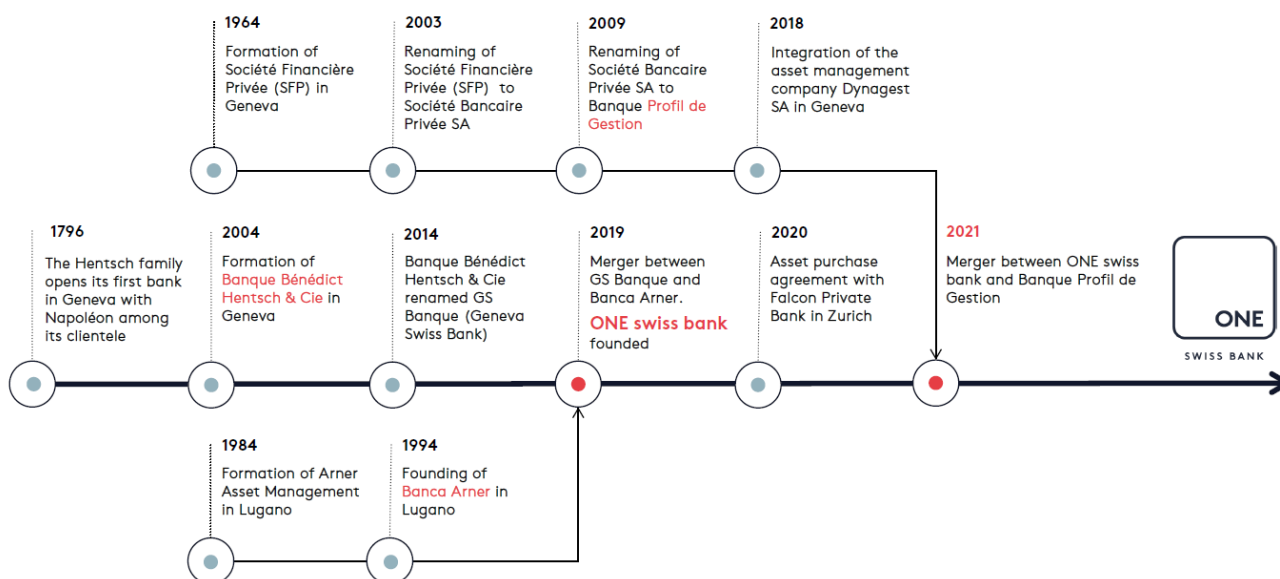 1964
Formation of
Société Financière
Privée (SFP) in
Geneva
2003
Renaming of
Société Financière
Privée (SFP) to
Société Bancaire
Privée SA
2009
Renaming of
Société Bancaire
Privée SA to
Banque Profil de
Gestion
2018
Integration of the
asset management
company Dynagest
SA in Geneva
1796
The Hentsch family
opens its first bank
in Geneva with
Napoléon among
its clientele
2004
Formation of
Banque Bénédict
Hentsch & Cie in
Geneva
2014
Banque Bénédict
Hentsch & Cie
renamed GS
Banque (Geneva
Swiss Bank)
2019
Merger between
GS Banque and
Banca Arner.
ONE swiss bank
founded
2020
Asset purchase
agreement with
Falcon Private
Bank in Zurich
2021
Merger between ONE swiss
bank and Banque Profil de
Gestion
ONE
SWISS BANK
1984
Formation of Arner
Asset Management
in Lugano
1994
Founding of
Banca Arner in
Lugano